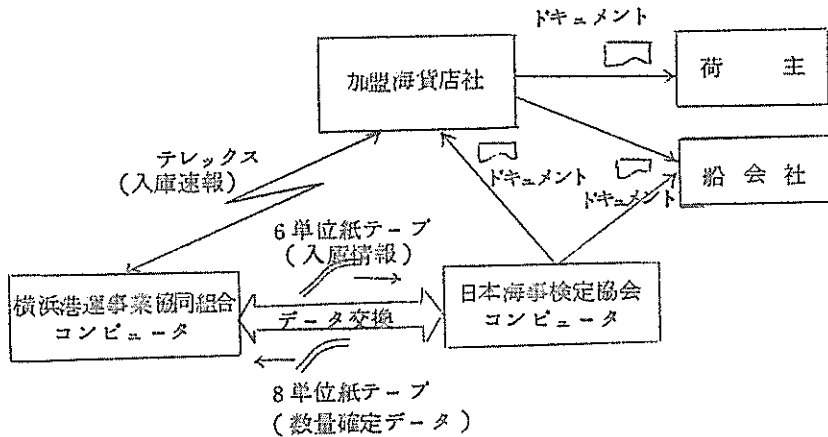 ドキュメント
加盟海貨店社
荷 主
テレックス
(入庫速報)
ドキュメント
船会社
ドキュメント
6単位紙テープ
(入庫情報)
横浜港運事業協同組合
コンピュータ
データ交換
日本海事検定協会
コンピュータ
8単位紙テープ
(数量確定データ)